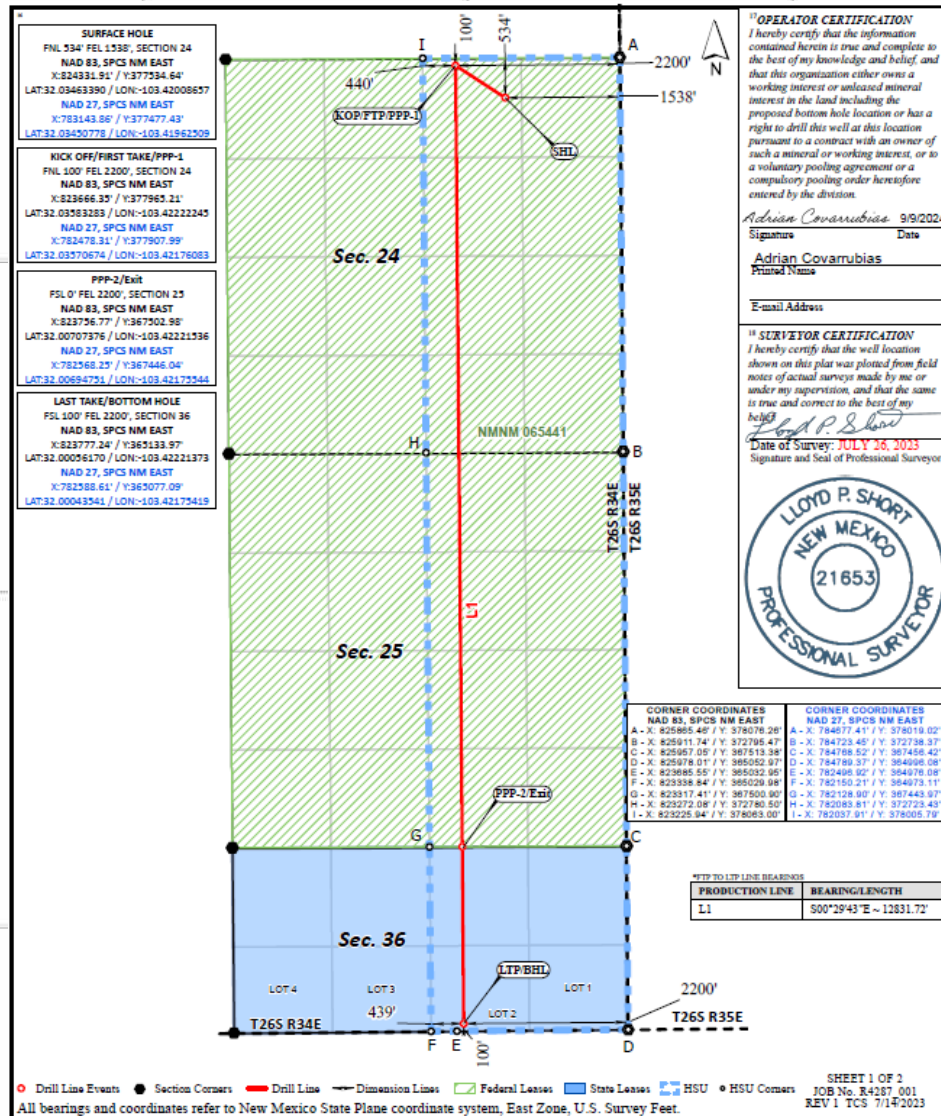 SURFACE HOLE
FNL 534' FEL 1538', SECTION 24
NAD 83, SPCS NM EAST
X:824331.91' / Y:377534.64'
LAT:32.03463390 / LON:-103.42008657
NAD 27, SPCS NM EAST
X:783143.86' / Y:377477.43'
LAT:32.03450778 / LON:-103.41962509
KICK OFF/FIRST TAKE/PPP-1
FNL 100' FEL 2200', SECTION 24
NAD 83, SPCS NM EAST
X:823666.35' / Y:377965.21'
LAT:32.03583283 / LON:-103.42222245
NAD 27, SPCS NM EAST
X:782478.31' / Y:377907.99'
LAT:32.03570674 / LON:-103.42176083
PPP-2/Exit
FSL 0' FEL 2200', SECTION 25
NAD 83, SPCS NM EAST
X:823756.77' / Y:367502.98'
LAT:32.00707376 / LON:-103.42221536
NAD 27, SPCS NM EAST
X:782568.25' / Y:367446.04'
LAT:32.00694751 / LON:-103.42175544
LAST TAKE/BOTTOM HOLE
FSL 100' FEL 2200', SECTION 36
NAD 83, SPCS NM EAST
X:823777.24' / Y:365133.97'
LAT:32.00056170 / LON:-103.42221373
NAD 27, SPCS NM EAST
X:782588.61' / Y:365077.09'
LAT:32.00043541 / LON:-103.42175419
100'
534'
I
A
N
440'
2200'
1538'
KOP/FTP/PPP-1
SHL
Sec. 24
H
NMNM 065441
B
T26S R34E
T26S R35E
L1
Sec. 25
PPP-2/Exit
G
C
Sec. 36
LTP/BHL
LOT 4
LOT 3
LOT 2
LOT 1
439'
2200'
T26S R34E
T26S R35E
F
E
100'
D
17 OPERATOR CERTIFICATION
I hereby certify that the information
contained herein is true and complete to
the best of my knowledge and belief, and
that this organization either owns a
working interest or unleased mineral
interest in the land including the
proposed bottom hole location or has a
right to drill this well at this location
pursuant to a contract with an owner of
such a mineral or working interest, or to
a voluntary pooling agreement or a
compulsory pooling order heretofore
entered by the division.
Adrian Covarrubias 9/9/2024
Signature Date
Adrian Covarrubias
Printed Name
E-mail Address
18 SURVEYOR CERTIFICATION
I hereby certify that the well location
shown on this plat was plotted from field
notes of actual surveys made by me or
under my supervision, and that the same
is true and correct to the best of my
belief.
Lloyd P. Short
Date of Survey: JULY 26, 2023
Signature and Seal of Professional Surveyor
LLOYD P. SHORT
NEW MEXICO
21653
PROFESSIONAL SURVEYOR
CORNER COORDINATES
NAD 83, SPCS NM EAST
A - X: 825865.46' / Y: 378076.26'
B - X: 825911.74' / Y: 372795.47'
C - X: 825957.05' / Y: 367513.38'
D - X: 825978.01' / Y: 365052.97'
E - X: 823685.55' / Y: 365032.95'
F - X: 823338.84' / Y: 365029.98'
G - X: 823317.41' / Y: 367500.90'
H - X: 823272.08' / Y: 372780.50'
I - X: 823225.94' / Y: 378063.00'
CORNER COORDINATES
NAD 27, SPCS NM EAST
A - X: 784677.41' / Y: 378019.02'
B - X: 784723.45' / Y: 372738.37'
C - X: 784768.52' / Y: 367456.42'
D - X: 784789.37' / Y: 364996.08'
E - X: 782496.92' / Y: 364976.08'
F - X: 782150.21' / Y: 364973.11'
G - X: 782128.90' / Y: 367443.97'
H - X: 782083.81' / Y: 372723.43'
I - X: 782037.91' / Y: 378005.79'
*FTP TO LTP LINE BEARINGS
PRODUCTION LINE BEARING/LENGTH
L1 S00°29'43"E ~ 12831.72'
Drill Line Events Section Corners Drill Line Dimension Lines Federal Leases State Leases HSU HSU Corners
All bearings and coordinates refer to New Mexico State Plane coordinate system, East Zone, U.S. Survey Feet.
SHEET 1 OF 2
JOB No. R4287_001
REV 1 TCS 7/14/2023